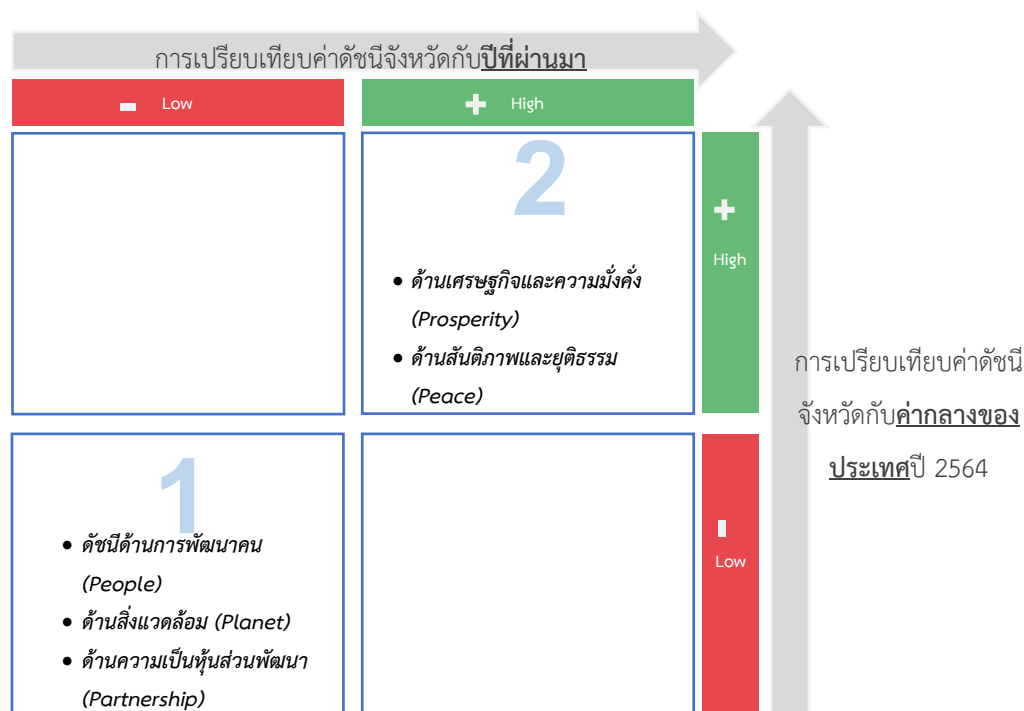 การเปรียบเทียบค่าดัชนีจังหวัดกับปีที่ผ่านมา
- Low
+ High
2
• ด้านเศรษฐกิจและความมั่งคั่ง
(Prosperity)
• ด้านสันติภาพและยุติธรรม
(Peace)
+
High
การเปรียบเทียบค่าดัชนี
จังหวัดกับค่ากลางของ
ประเทศปี 2564
1
• ดัชนีด้านการพัฒนาคน
(People)
• ด้านสิ่งแวดล้อม (Planet)
• ด้านความเป็นหุ้นส่วนพัฒนา
(Partnership)
-
Low